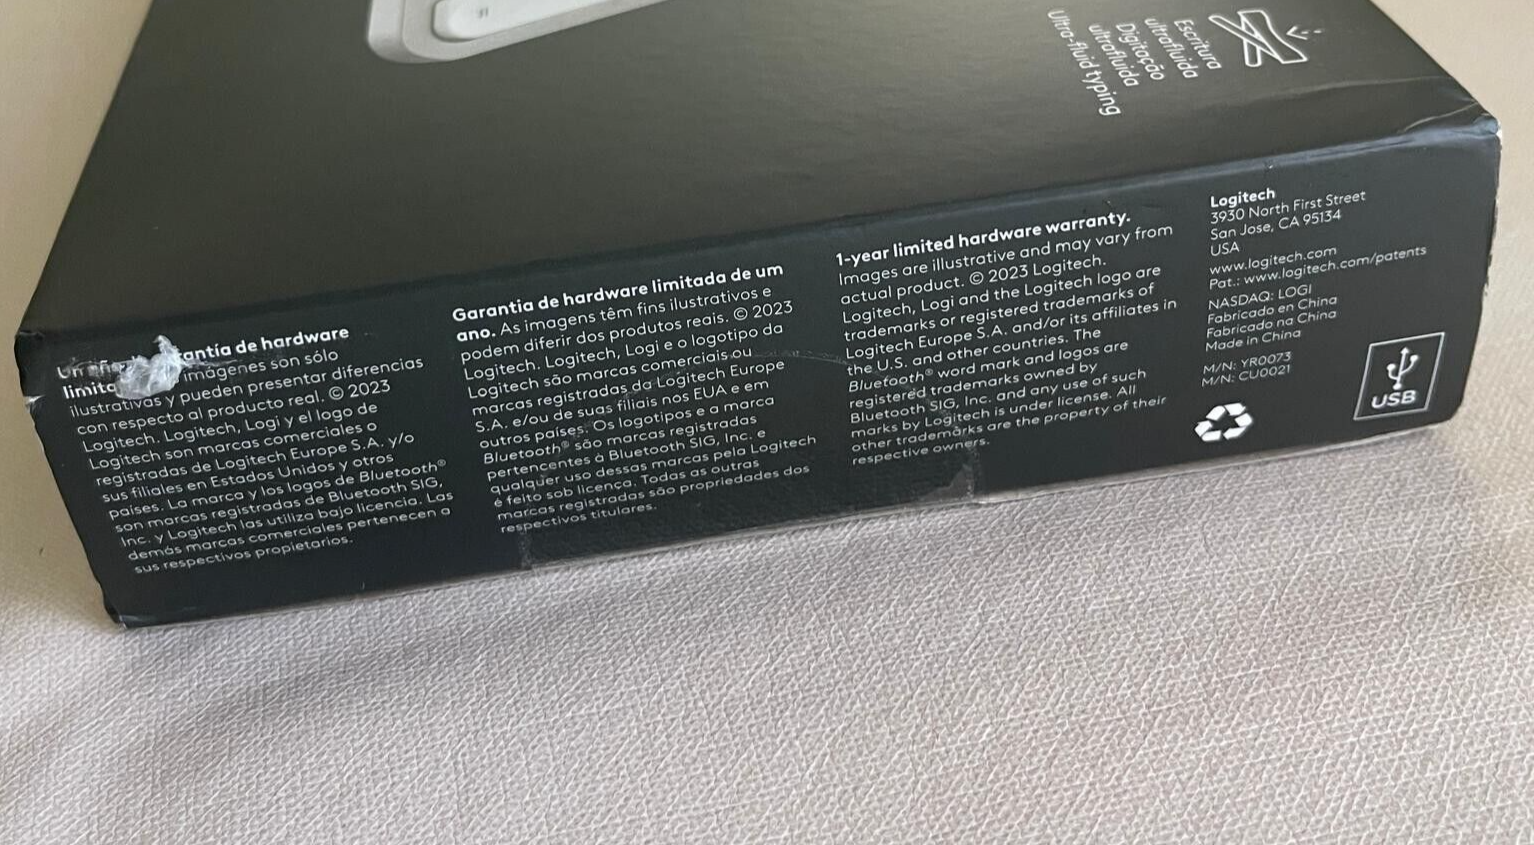 Escritura
ultrafluida
Digitação
ultrafluida
Ultra-fluid typing
antía de hardware
limita imágenes son sólo
ilustrativas y pueden presentar diferencias
con respecto al producto real. © 2023
Logitech. Logitech, Logi y el logo de
Logitech son marcas comerciales o
registradas de Logitech Europe S.A. y/o
sus filiales en Estados Unidos y otros
países. La marca y los logos de Bluetooth®
son marcas registradas de Bluetooth SIG,
Inc. y Logitech las utiliza bajo licencia. Las
demás marcas comerciales pertenecen a
sus respectivos propietarios.
Garantia de hardware limitada de um
ano. As imagens têm fins ilustrativos e
podem diferir dos produtos reais. © 2023
Logitech. Logitech, Logi e o logotipo da
Logitech são marcas comerciais ou
marcas registradas da Logitech Europe
S.A. e/ou de suas filiais nos EUA e em
outros países. Os logotipos e a marca
Bluetooth® são marcas registradas
pertencentes à Bluetooth SIG, Inc. e
qualquer uso dessas marcas pela Logitech
é feito sob licença. Todas as outras
marcas registradas são propriedades dos
respectivos titulares.
1-year limited hardware warranty.
Images are illustrative and may vary from
actual product. © 2023 Logitech.
Logitech, Logi and the Logitech logo are
trademarks or registered trademarks of
Logitech Europe S.A. and/or its affiliates in
the U.S. and other countries. The
Bluetooth® word mark and logos are
registered trademarks owned by
Bluetooth SIG, Inc. and any use of such
marks by Logitech is under license. All
other trademarks are the property of their
respective owners.
Logitech
3930 North First Street
San Jose, CA 95134
USA
www.logitech.com
Pat.: www.logitech.com/patents
NASDAQ: LOGI
Fabricado en China
Fabricado na China
Made in China
M/N: YR0073
M/N: CU0021
USB